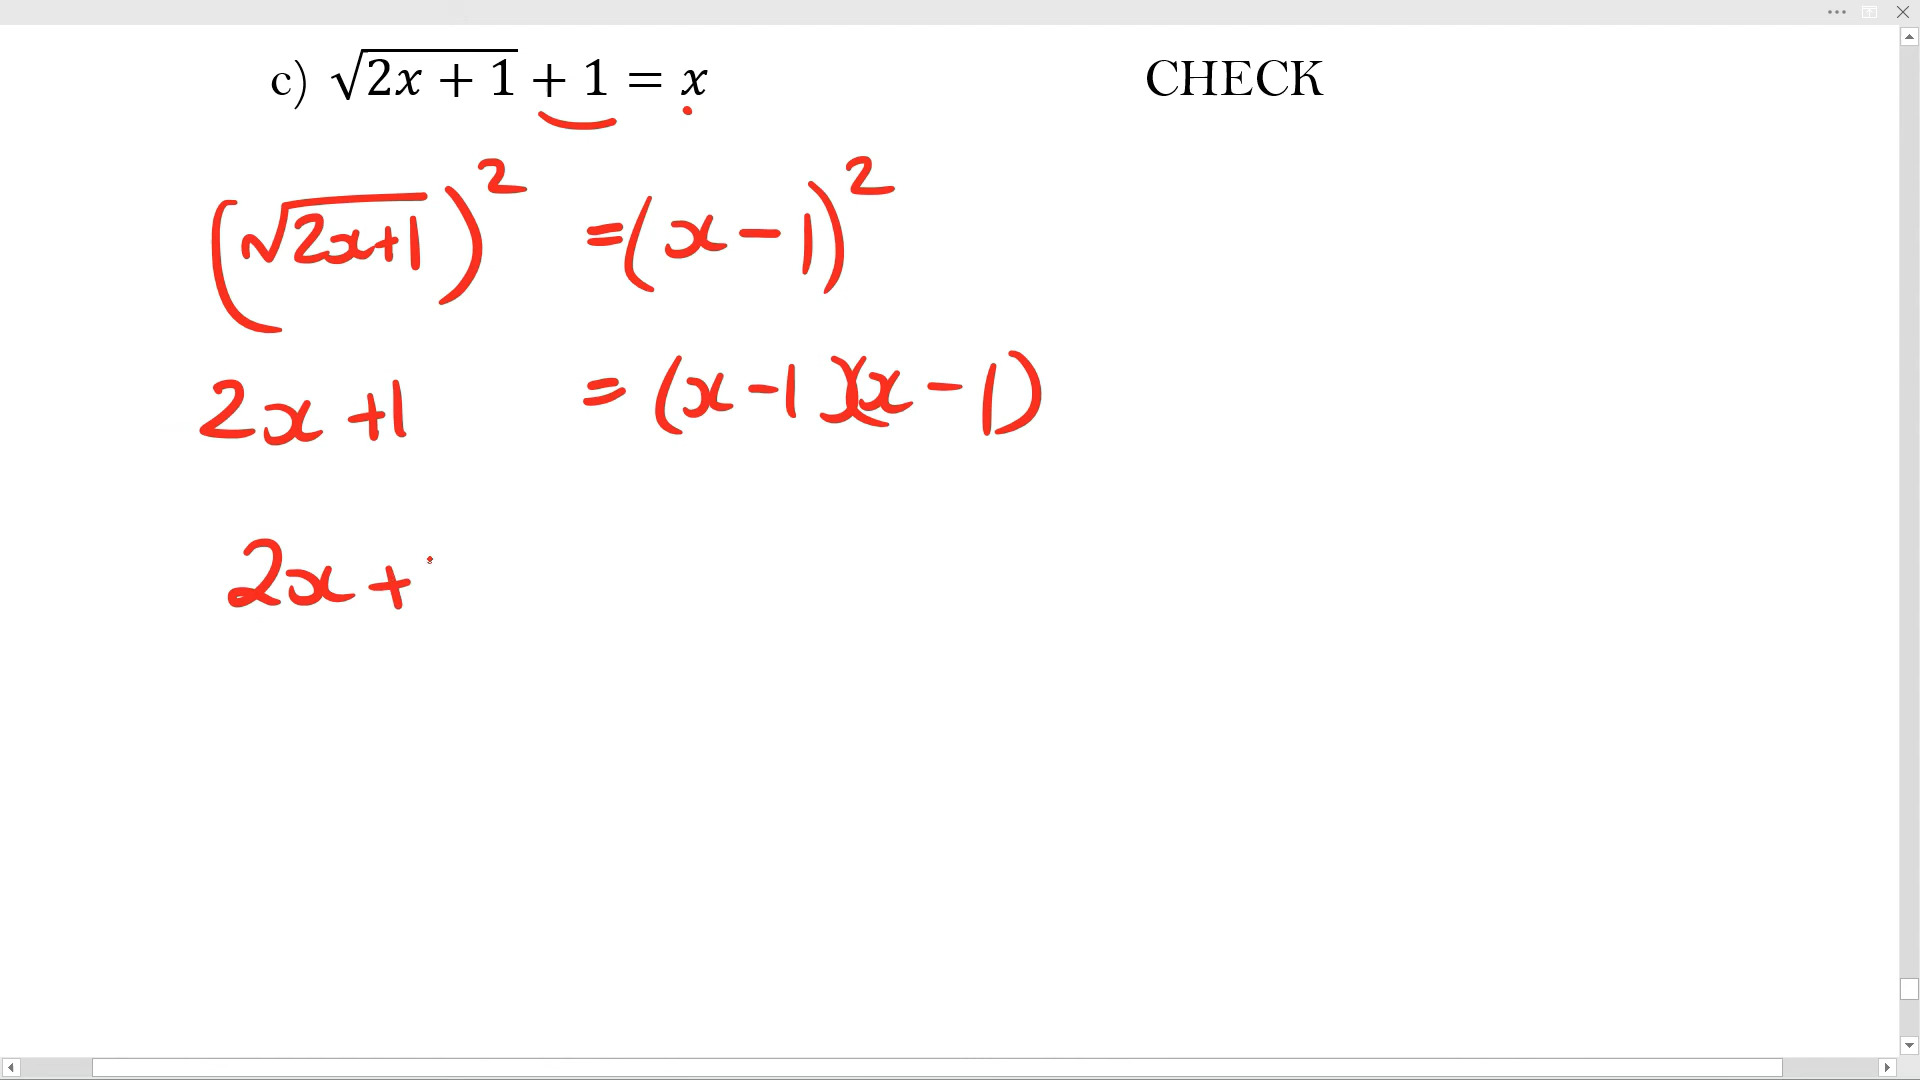 c) √2x + 1 + 1 = x
CHECK
(√2x+1)² = (x - 1)²
2x + 1 = (x - 1)(x - 1)
2x +